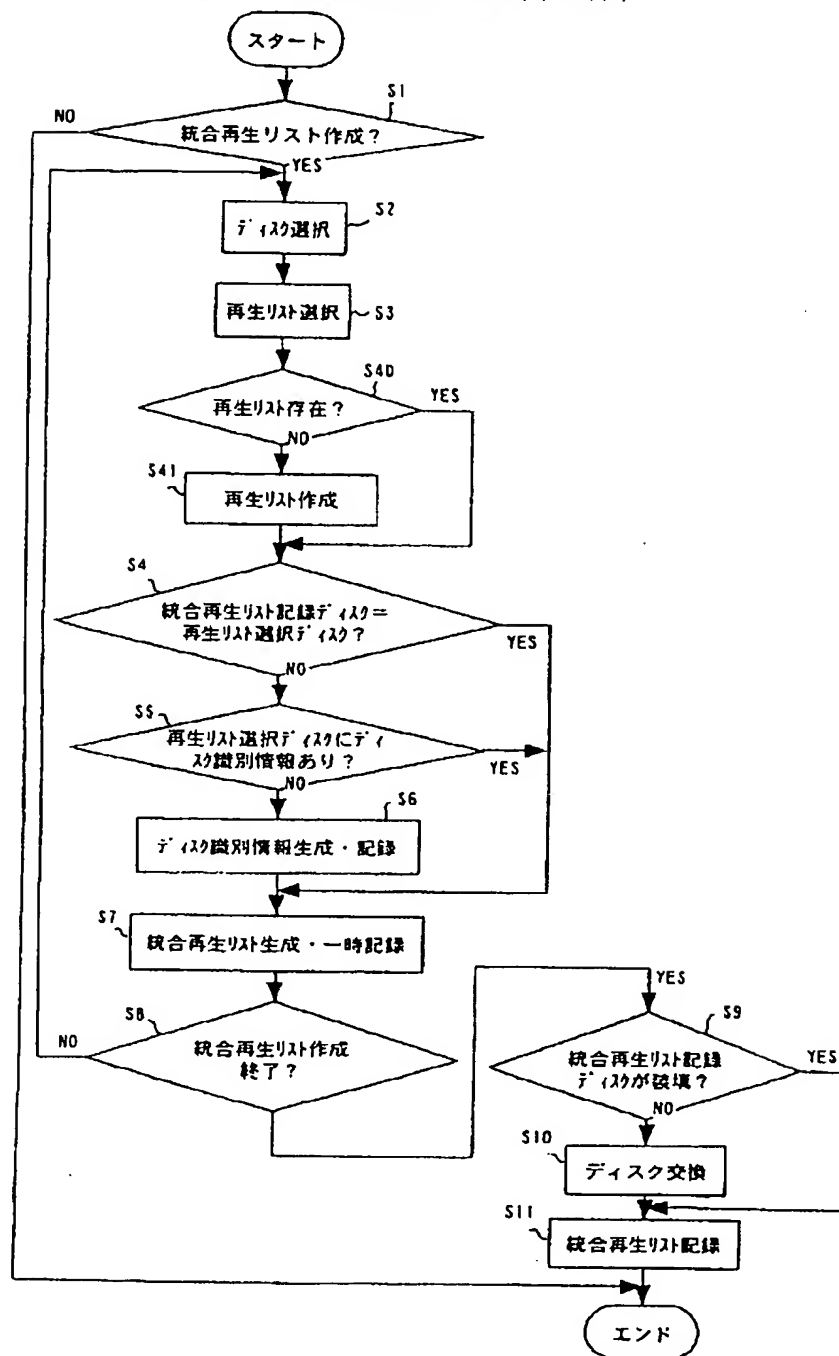 スタート
S1
NO
統合再生リスト作成?
YES
S2
ディスク選択
再生リスト選択
S3
S40
再生リスト存在?
YES
NO
S41
再生リスト作成
S4
統合再生リスト記録ディスク=
再生リスト選択ディスク?
YES
NO
S5
再生リスト選択ディスクにディ
スク識別情報あり?
YES
NO
S6
ディスク識別情報生成・記録
S7
統合再生リスト生成・一時記録
S8
NO
統合再生リスト作成
終了?
YES
S9
統合再生リスト記録
ディスクが破填?
YES
NO
S10
ディスク交換
S11
統合再生リスト記録
エンド